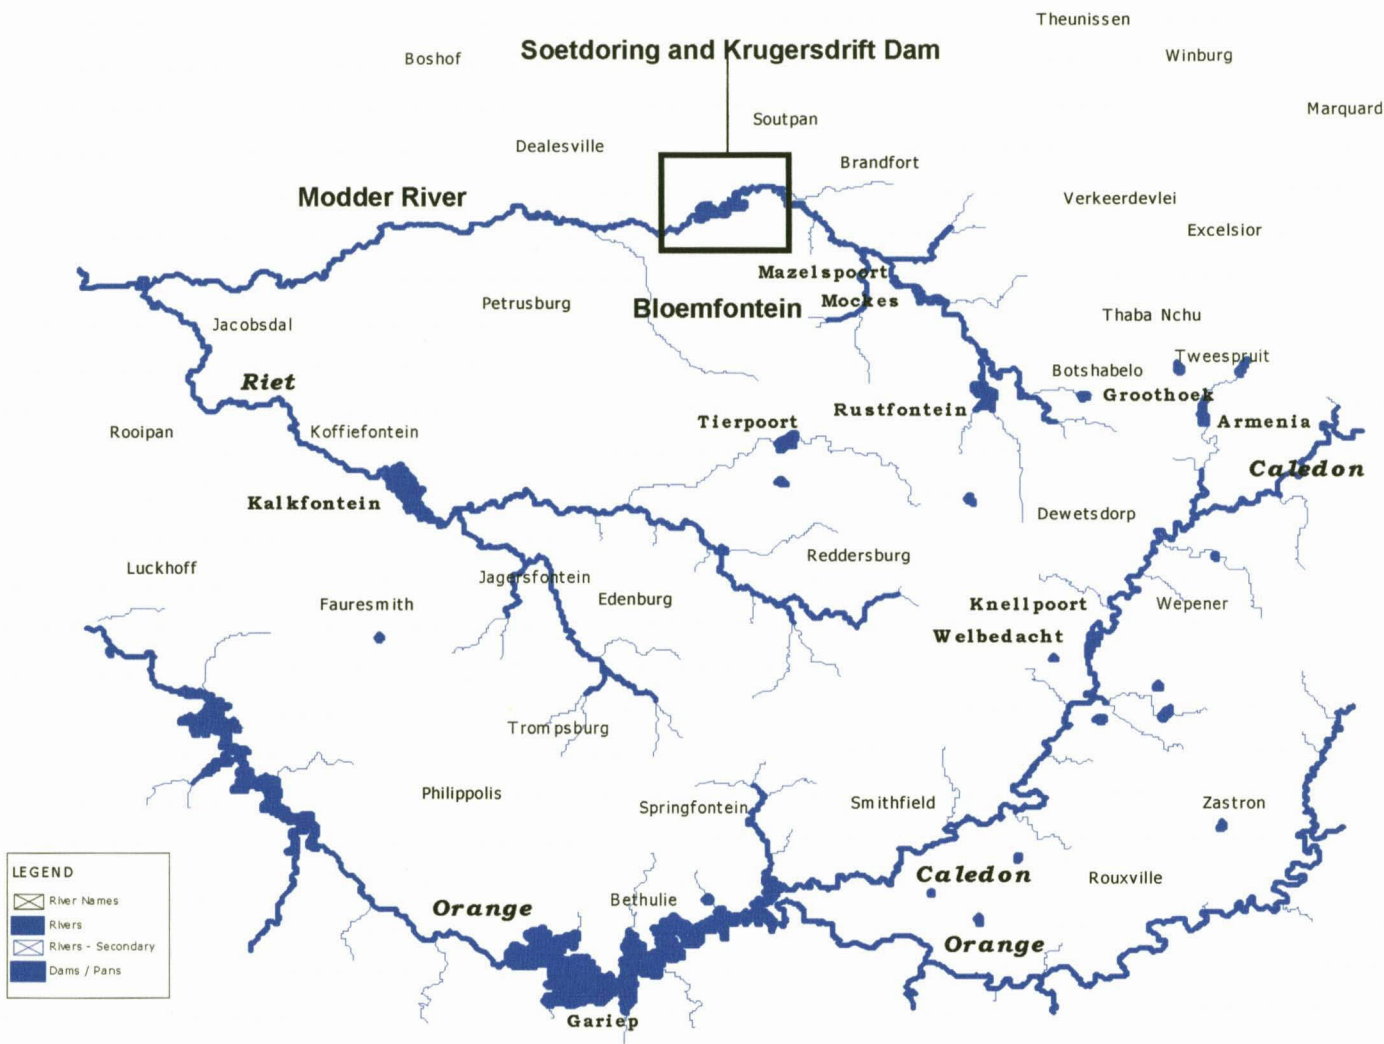 Theunissen
Soetdoring and Krugersdrift Dam
Boshof
Winburg
Marquard
Soutpan
Dealesville
Brandfort
Modder River
Verkeerdevlei
Excelsior
Mazelspoort
Petrusburg
Bloemfontein
Mockes
Thaba Nchu
Jacobsdal
Tweespruit
Botshabelo
Riet
Groothoek
Rustfontein
Tierpoort
Armenia
Rooipan
Koffiefontein
Caledon
Kalkfontein
Dewetsdorp
Reddersburg
Luckhoff
Jagersfontein
Fauresmith
Edenburg
Knellpoort
Wepener
Welbedacht
Trompsburg
Philippolis
Springfontein
Smithfield
Zastron
LEGEND
River Names
Rivers
Rivers - Secondary
Dams / Pans
Caledon
Rouxville
Bethulie
Orange
Orange
Gariep